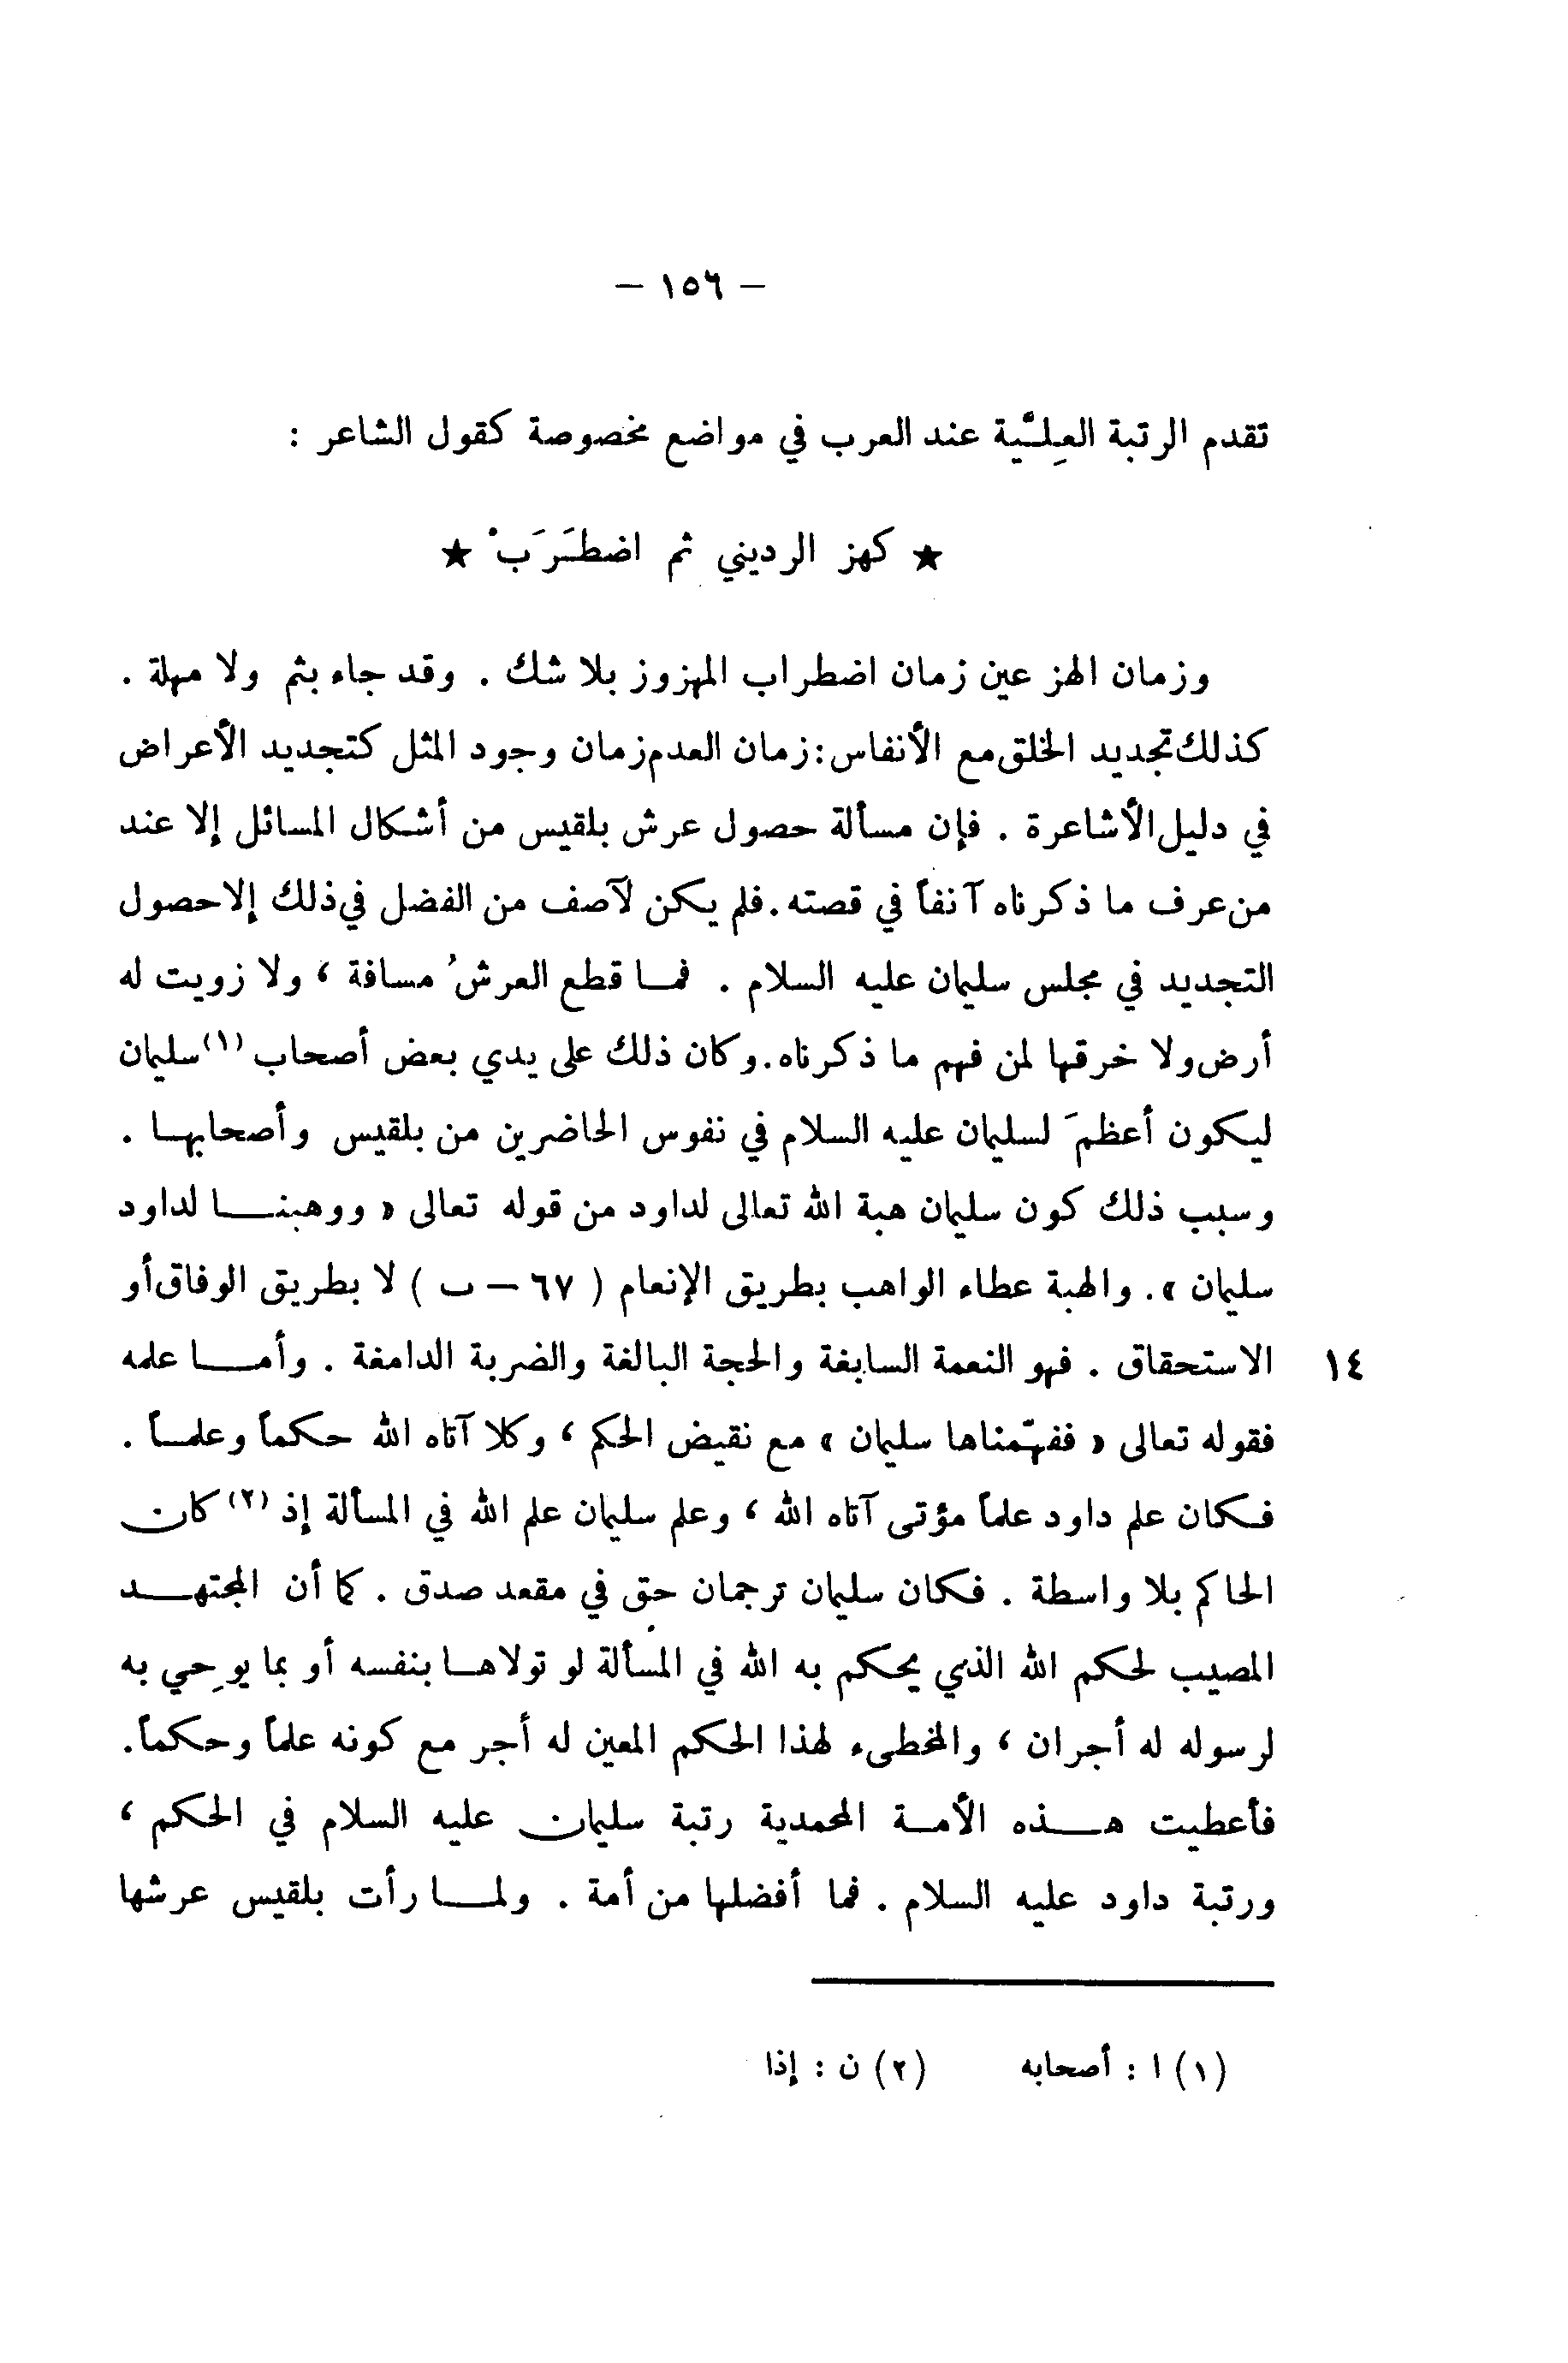 — ١٥٦ —
تقدم الرتبة العِلـِّـيَّة عند العرب في مواضع مخصوصة كقول الشاعر :
★ كهز الرديني ثم اضطـَرَبْ ★
وزمان الهز عين زمان اضطراب المهزوز بلا شك . وقد جاء بثم ولا مهلة .
كذلك تجديد الخلق مع الأنفاس : زمان العدم زمان وجود المثل كتجديد الأعراض
في دليل الأشاعرة . فإن مسألة حصول عرش بلقيس من أشكال المسائل إلا عند
من عرف ما ذكرناه آنفاً في قصته . فلم يكن لآصف من الفضل في ذلك إلا حصول
التجديد في مجلس سليمان عليه السلام . فمـا قطع العرشُ مسافة ، ولا زويت له
أرض ولا خرقها لمن فهم ما ذكرناه . وكان ذلك على يدي بعض أصحاب (١) سليمان
ليكون أعظمَ لسليمان عليه السلام في نفوس الحاضرين من بلقيس وأصحابهـا .
وسبب ذلك كون سليمان هبة الله تعالى لداود من قوله تعالى « ووهبنـــا لداود
سليمان » . والهبة عطاء الواهب بطريق الإنعام ( ٦٧ – ب ) لا بطريق الوفاق أو
١٤ الاستحقاق . فهو النعمة السابغة والحجة البالغة والضربة الدامغة . وأمـــا علمه
فقوله تعالى « ففهّمناها سليمان » مع نقيض الحكم ، وكلا آتاه الله حكماً وعلمـاً .
فكان علم داود علماً مؤتى آتاه الله ، وعلم سليمان علم الله في المسألة إذ (٢) كان
الحاكم بلا واسطة . فكان سليمان ترجمان حق في مقعد صدق . كما أن المجتهـــد
المصيب لحكم الله الذي يحكم به الله في المسألة لو تولاهـا بنفسه أو بما يوحِي به
لرسوله له أجران ، والمخطىء لهذا الحكم المعين له أجر مع كونه علماً وحكماً .
فأعطيت هـــذه الأمـة المحمدية رتبة سليمان عليه السلام في الحكم ،
ورتبة داود عليه السلام . فما أفضلها من أمة . ولمـــا رأت بلقيس عرشها
(١) ا : أصحابه (٢) ن : إذا